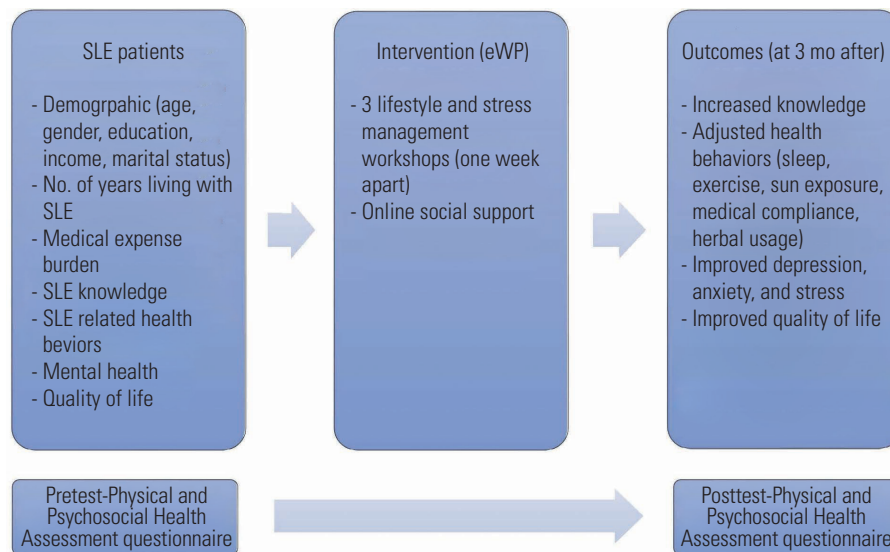 SLE patients
- Demogrpahic (age,
gender, education,
income, marital status)
- No. of years living with
SLE
- Medical expense
burden
- SLE knowledge
- SLE related health
beviors
- Mental health
- Quality of life
Intervention (eWP)
- 3 lifestyle and stress
management
workshops (one week
apart)
- Online social support
Outcomes (at 3 mo after)
- Increased knowledge
- Adjusted health
behaviors (sleep,
exercise, sun exposure,
medical compliance,
herbal usage)
- Improved depression,
anxiety, and stress
- Improved quality of life
Pretest-Physical and
Psychosocial Health
Assessment questionnaire
Posttest-Physical and
Psychosocial Health
Assessment questionnaire